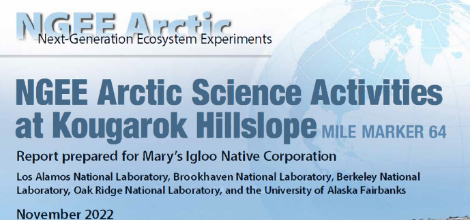 NGEE Arctic
Next-Generation Ecosystem Experiments
NGEE Arctic Science Activities
at Kougarok Hillslope MILE MARKER 64
Report prepared for Mary's Igloo Native Corporation
Los Alamos National Laboratory, Brookhaven National Laboratory, Berkeley National
Laboratory, Oak Ridge National Laboratory, and the University of Alaska Fairbanks
November 2022